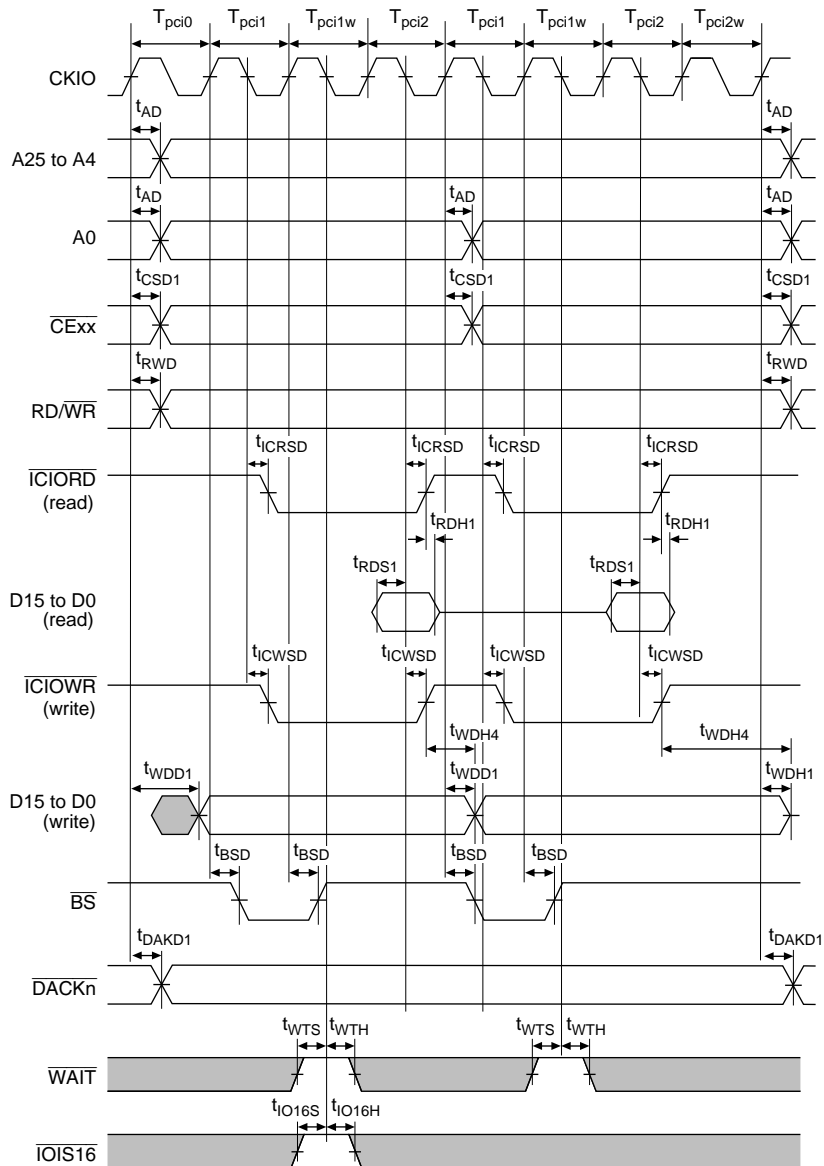 Tpci0 Tpci1 Tpci1w Tpci2 Tpci1 Tpci1w Tpci2 Tpci2w
CKIO
tAD tAD
A25 to A4
tAD tAD tAD
A0
tCSD1 tCSD1 tCSD1
CExx
tRWD tRWD
RD/WR
tICRSD tICRSD tICRSD tICRSD
ICIORD
(read)
tRDH1 tRDH1
tRDS1 tRDS1
D15 to D0
(read)
tICWSD tICWSD tICWSD tICWSD
ICIOWR
(write)
tWDH4 tWDH4
tWDD1 tWDD1 tWDH1
D15 to D0
(write)
tBSD tBSD tBSD tBSD
BS
tDAKD1 tDAKD1
DACKn
tWTS tWTH tWTS tWTH
WAIT
tIO16S tIO16H
IOIS16